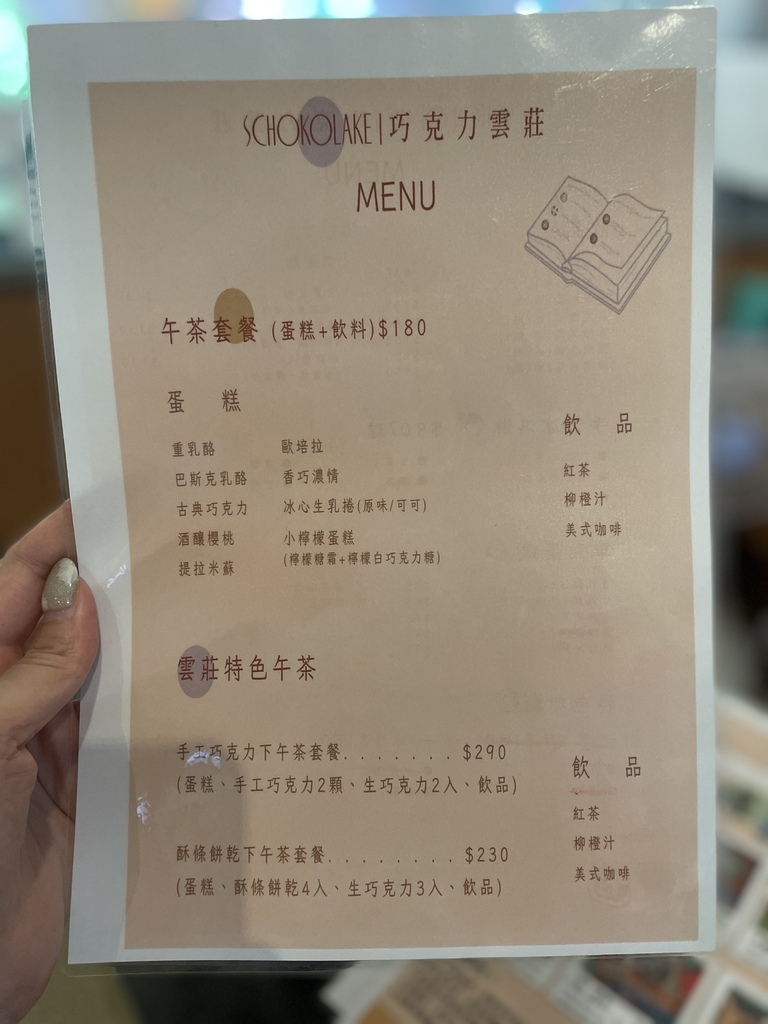 SCHOKOLAKE|巧克力雲莊
MENU
午茶套餐 (蛋糕+飲料)$180
蛋 糕
重乳酪 歐培拉
巴斯克乳酪 香巧濃情
古典巧克力 冰心生乳捲(原味/可可)
酒釀櫻桃 小檸檬蛋糕
(檸檬糖霜+檸檬白巧克力糖)
提拉米蘇
飲 品
紅茶
柳橙汁
美式咖啡
雲莊特色午茶
手工巧克力下午茶套餐. . . . . . . $290
(蛋糕、手工巧克力2顆、生巧克力2入、飲品)
酥條餅乾下午茶套餐. . . . . . . . $230
(蛋糕、酥條餅乾4入、生巧克力3入、飲品)
飲 品
紅茶
柳橙汁
美式咖啡